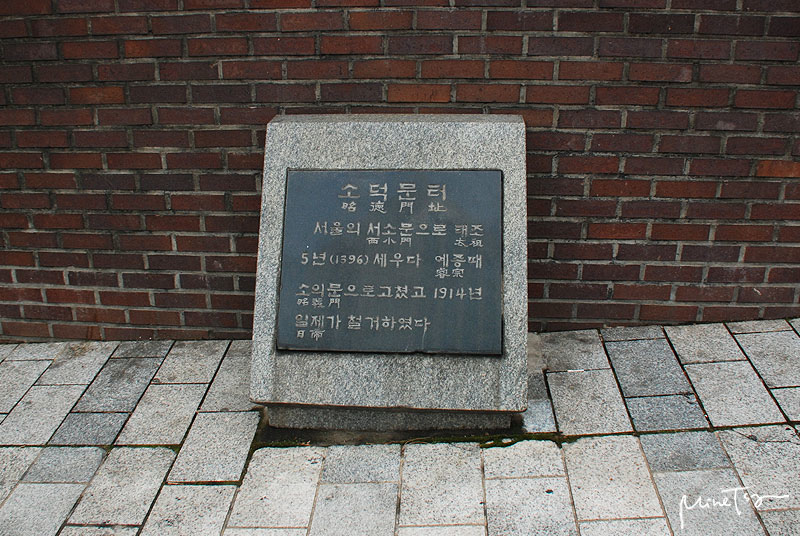 소덕문터
昭德門址
서울의 서소문으로 태조
西小門 太祖
5년(1396) 세우다 예종때
睿宗
소의문으로고쳤고 1914년
昭義門
일제가 철거하였다
日帝